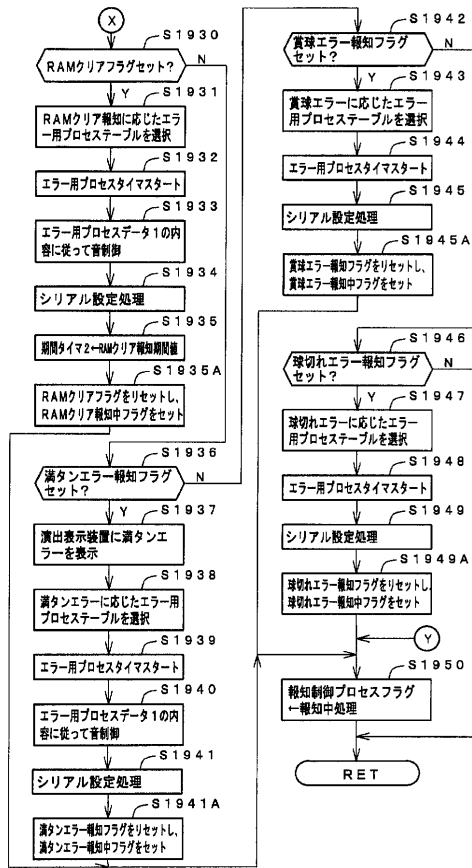 X
S1930
RAMクリアフラグセット?
N
Y
S1931
RAMクリア報知に応じたエラ
ー用プロセステーブルを選択
S1932
エラー用プロセスタイマスタート
S1933
エラー用プロセスデータ1の内
容に従って音制御
S1934
シリアル設定処理
S1935
期間タイマ2←RAMクリア報知期間値
S1935A
RAMクリアフラグをリセットし、
RAMクリア報知中フラグをセット
S1936
満タンエラー報知フラグ
セット?
N
Y
S1937
演出表示装置に満タンエ
ラーを表示
S1938
満タンエラーに応じたエラー用
プロセステーブルを選択
S1939
エラー用プロセスタイマスタート
S1940
エラー用プロセスデータ1の内
容に従って音制御
S1941
シリアル設定処理
S1941A
満タンエラー報知フラグをリセットし、
満タンエラー報知中フラグをセット
S1942
賞球エラー報知フラグ
セット?
N
Y
S1943
賞球エラーに応じたエラー
用プロセステーブルを選択
S1944
エラー用プロセスタイマスタート
S1945
シリアル設定処理
S1945A
賞球エラー報知フラグをリセットし、
賞球エラー報知中フラグをセット
S1946
球切れエラー報知フラグ
セット?
N
Y
S1947
球切れエラーに応じたエラー
用プロセステーブルを選択
S1948
エラー用プロセスタイマスタート
S1949
シリアル設定処理
S1949A
球切れエラー報知フラグをリセットし、
球切れエラー報知中フラグをセット
Y
S1950
報知制御プロセスフラグ
←報知中処理
RET